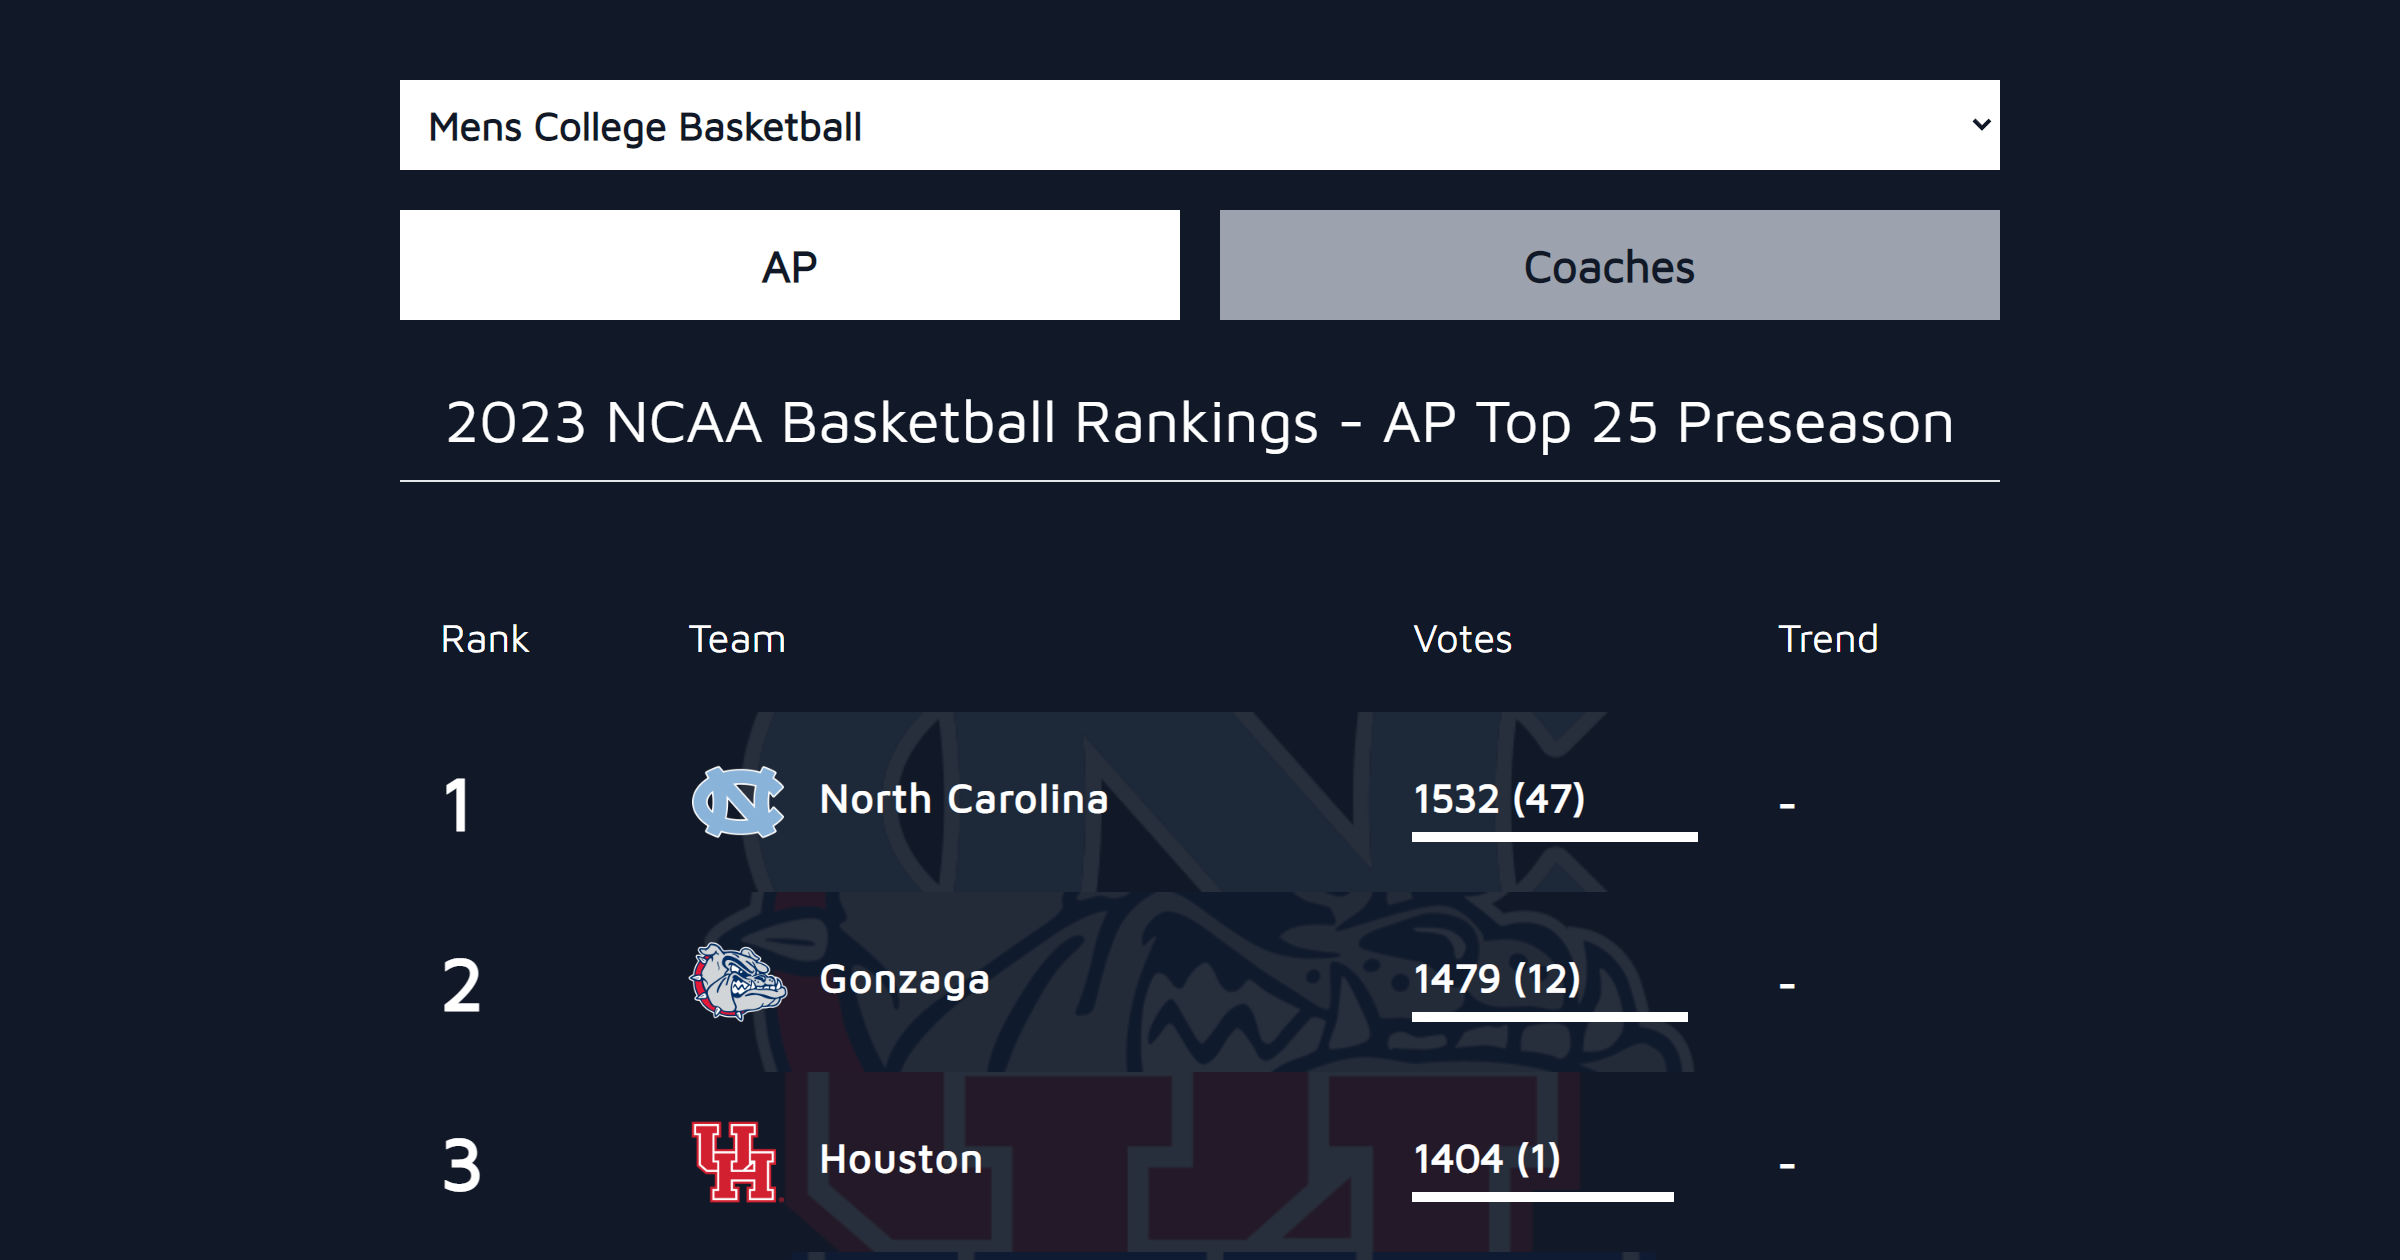 Mens College Basketball
AP
Coaches
2023 NCAA Basketball Rankings - AP Top 25 Preseason
Rank Team Votes Trend
1 North Carolina 1532 (47) -
2 Gonzaga 1479 (12) -
3 Houston 1404 (1) -